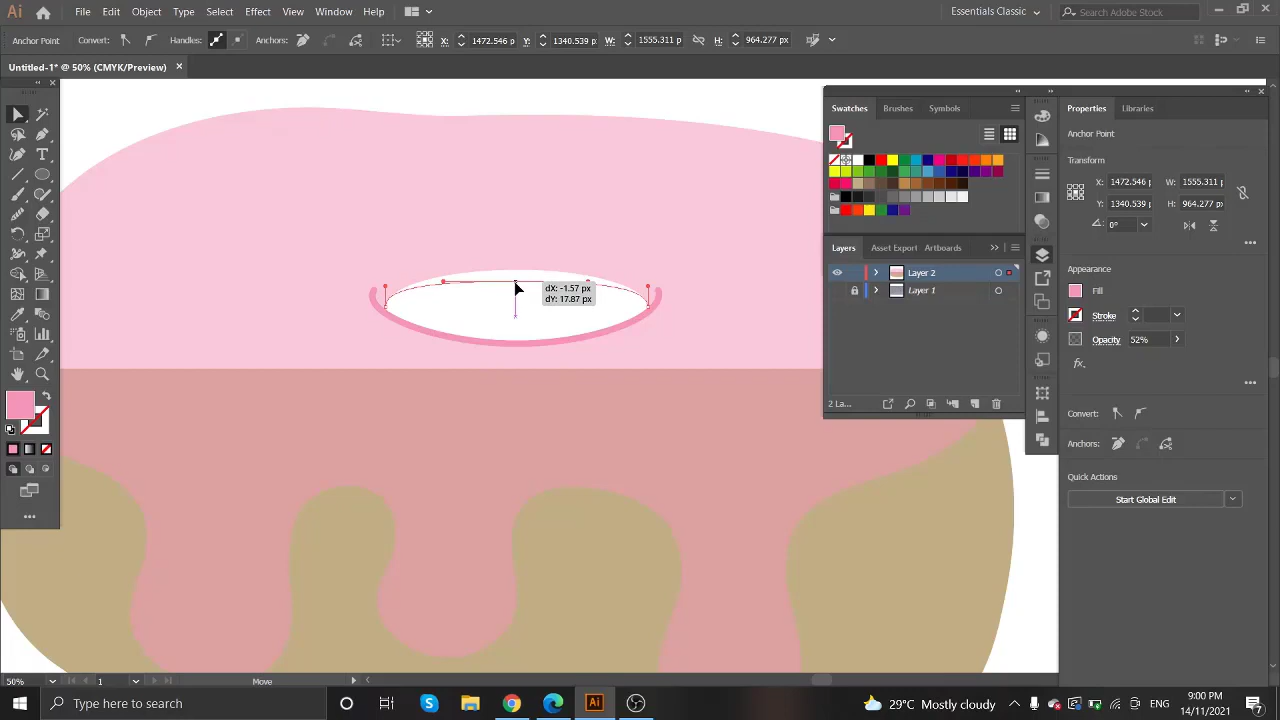 Ai File Edit Object Type Select Effect View Window Help Essentials Classic Search Adobe Stock
Anchor Point Convert: Handles: Anchors: X: 1472.546 p Y: 1340.539 p W: 1555.311 p H: 964.277 px
Untitled-1* @ 50% (CMYK/Preview) ×
Swatches Brushes Symbols
Properties Libraries
Anchor Point
Transform
X: 1472.546 p W: 1555.311 p
Y: 1340.539 p H: 964.277 px
0°
Layers Asset Export Artboards
Layer 2
Layer 1
2 La...
Appearance
Fill
Stroke
Opacity 52%
fx.
Convert:
Anchors:
Quick Actions
Start Global Edit
dX: -1.57 px
dY: 17.87 px
50% 1 Move
Type here to search
Ai
29°C Mostly cloudy
ENG
9:00 PM
14/11/2021
7